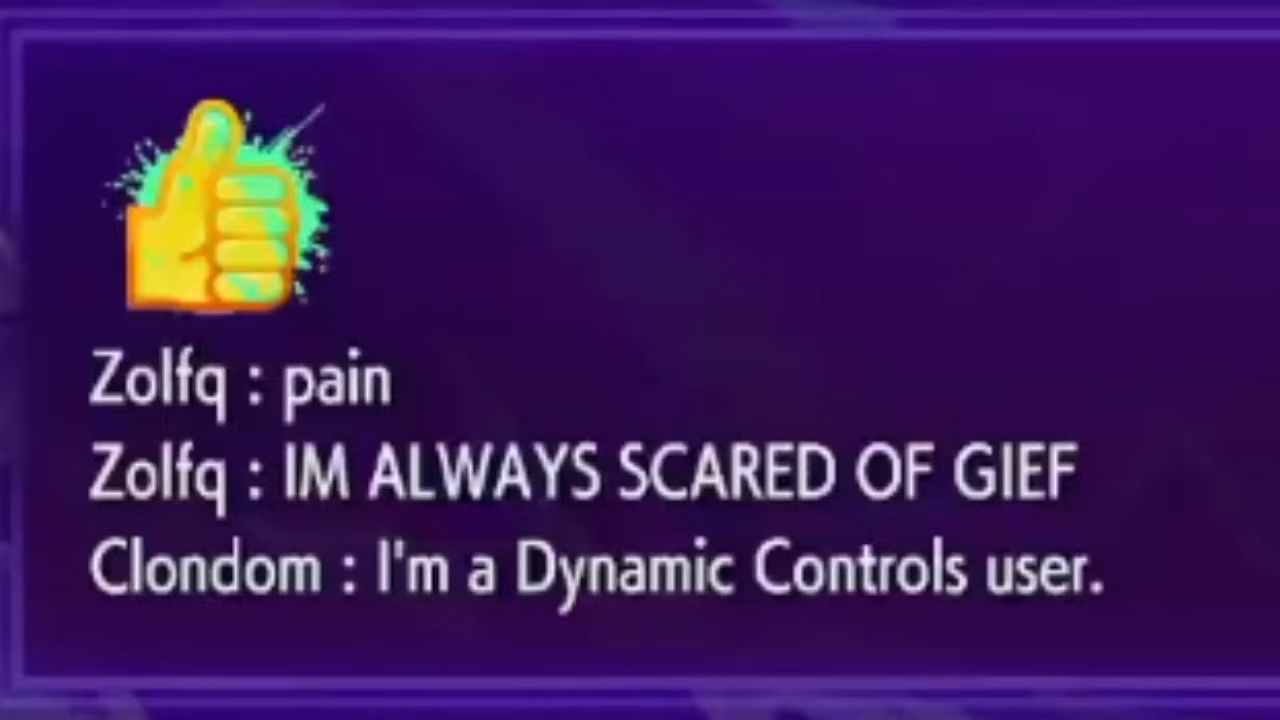 Zolfq : pain
Zolfq : IM ALWAYS SCARED OF GIEF
Clondom : I'm a Dynamic Controls user.